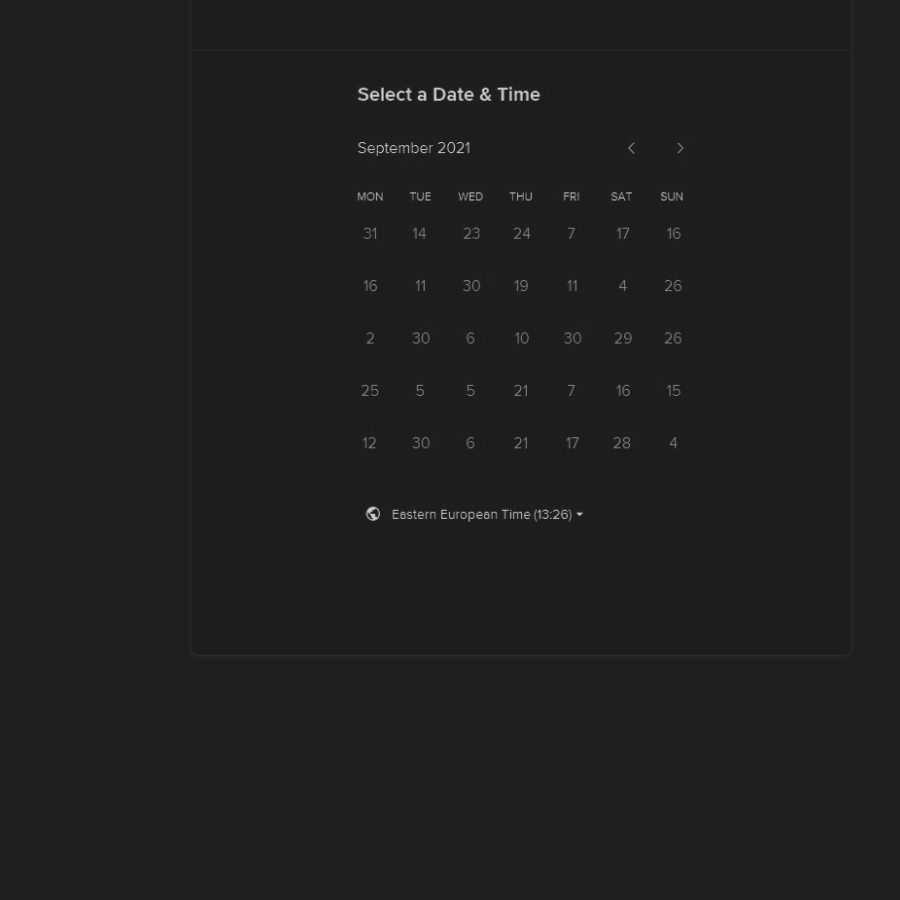 Select a Date & Time
September 2021
MON TUE WED THU FRI SAT SUN
31 14 23 24 7 17 16
16 11 30 19 11 4 26
2 30 6 10 30 29 26
25 5 5 21 7 16 15
12 30 6 21 17 28 4
Eastern European Time (13:26)